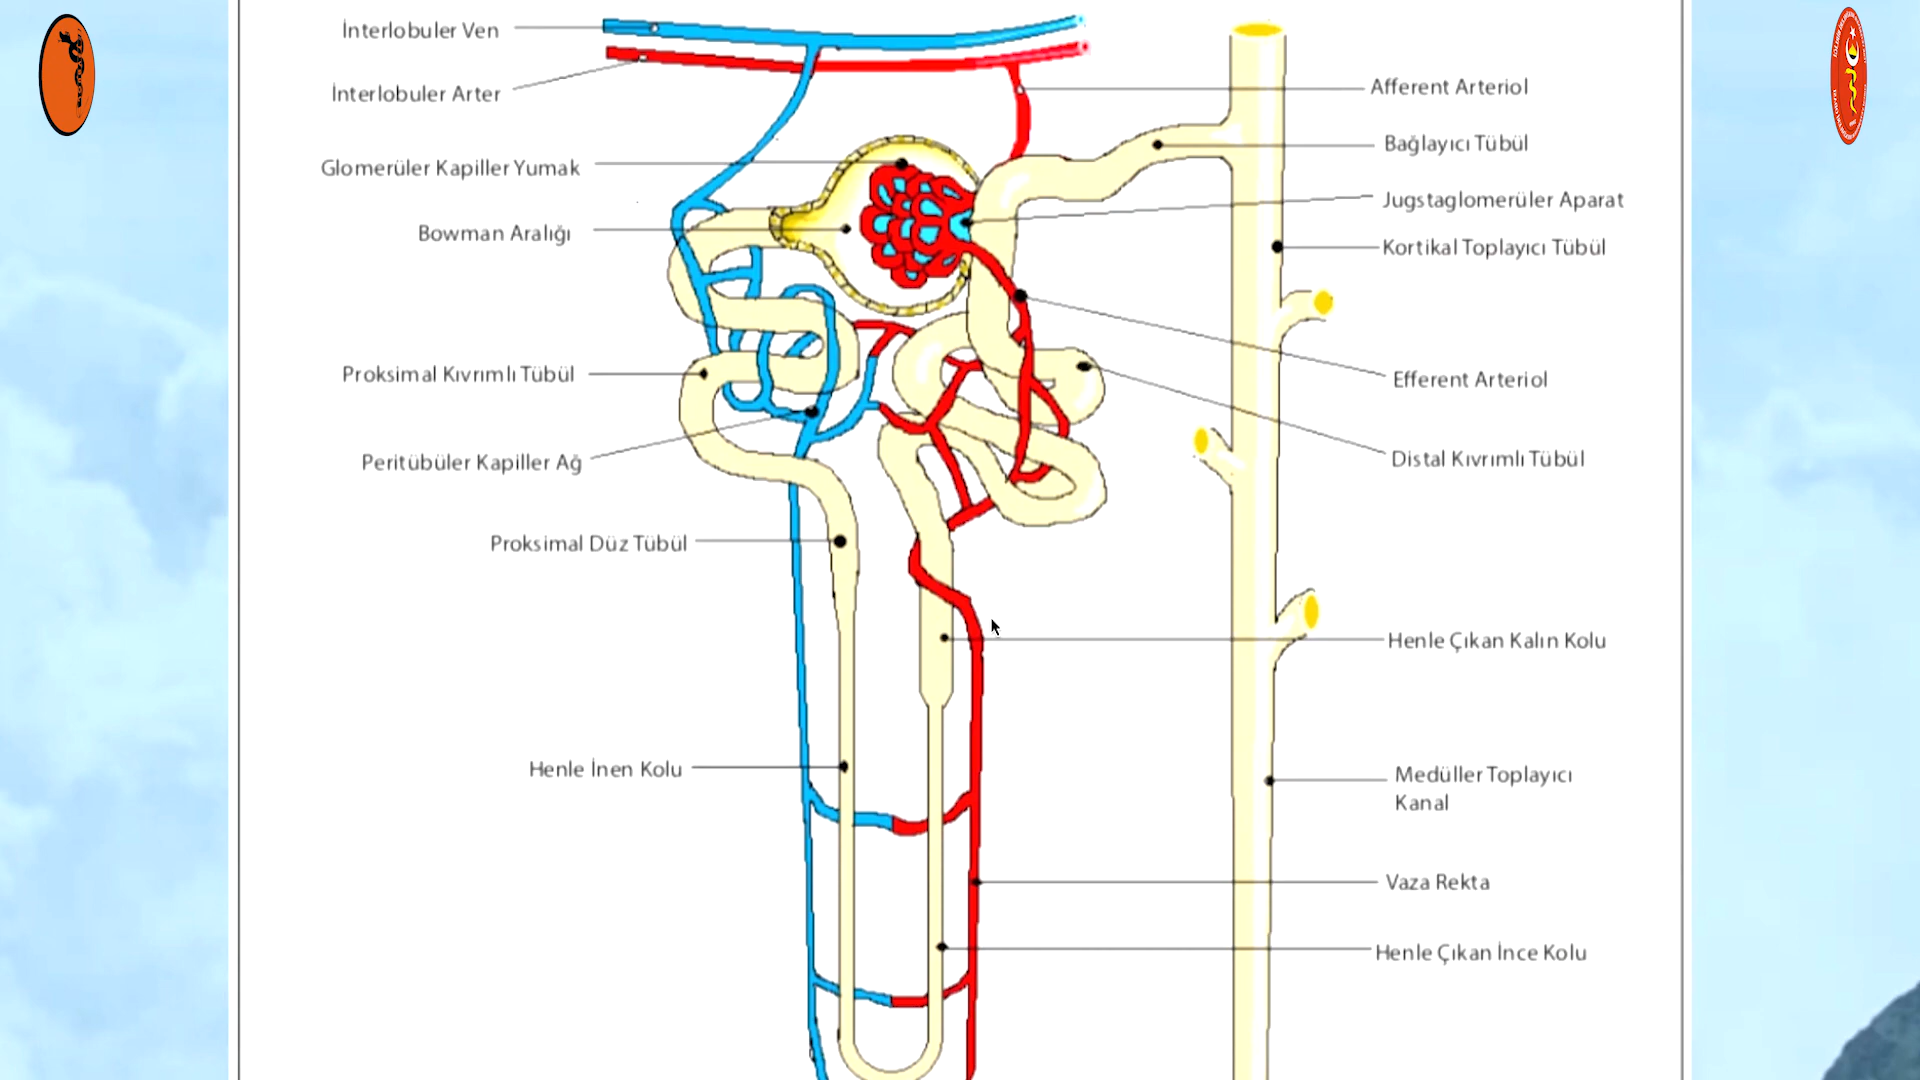 İnterlobuler Ven
İnterlobuler Arter
Glomerüler Kapiller Yumak
Bowman Aralığı
Proksimal Kıvrımlı Tübül
Peritübüler Kapiller Ağ
Proksimal Düz Tübül
Henle İnen Kolu
Afferent Arteriol
Bağlayıcı Tübül
Jugstaglomerüler Aparat
Kortikal Toplayıcı Tübül
Efferent Arteriol
Distal Kıvrımlı Tübül
Henle Çıkan Kalın Kolu
Medüller Toplayıcı
Kanal
Vaza Rekta
Henle Çıkan İnce Kolu